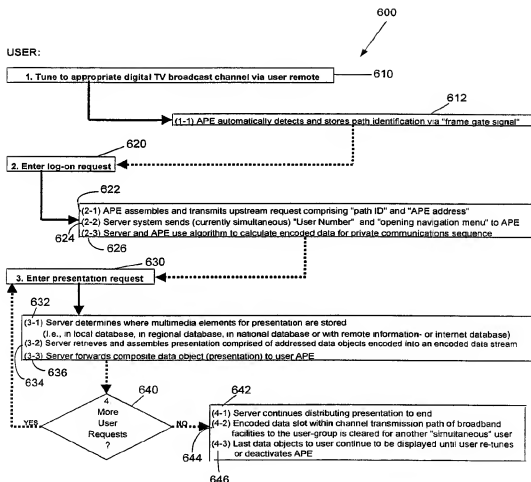 600
USER:
1. Tune to appropriate digital TV broadcast channel via user remote
610
612
(1-1) APE automatically detects and stores path identification via "frame gate signal"
620
2. Enter log-on request
622
(2-1) APE assembles and transmits upstream request comprising "path ID" and "APE address"
(2-2) Server system sends (currently simultaneous) "User Number" and "opening navigation menu" to APE
(2-3) Server and APE use algorithm to calculate encoded data for private communications sequence
624
626
630
3. Enter presentation request
632
(3-1) Server determines where multimedia elements for presentation are stored
(i.e., in local database, in regional database, in national database or with remote information- or internet database)
(3-2) Server retrieves and assembles presentation comprised of addressed data objects encoded into an encoded data stream
(3-3) Server forwards composite data object (presentation) to user APE
634
636
640
4
More
User
Requests
?
YES
NO
642
(4-1) Server continues distributing presentation to end
(4-2) Encoded data slot within channel transmission path of broadband
facilities to the user-group is cleared for another "simultaneous" user
(4-3) Last data objects to user continue to be displayed until user re-tunes
or deactivates APE
644
646